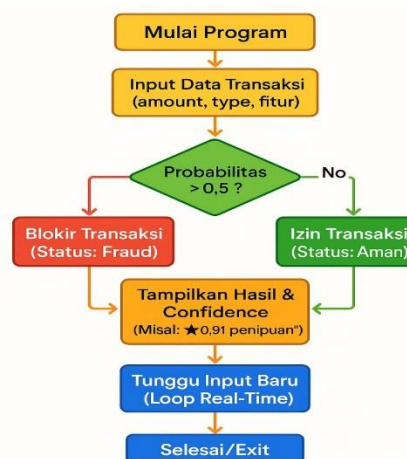 Mulai Program
Input Data Transaksi
(amount, type, fitur)
Probabilitas
>0,5 ?
No
Blokir Transaksi
(Status: Fraud)
Izin Transaksi
(Status: Aman)
Tampilkan Hasil &
Confidence
(Misal: ★0,91 penipuan")
Tunggu Input Baru
(Loop Real-Time)
Selesai/Exit